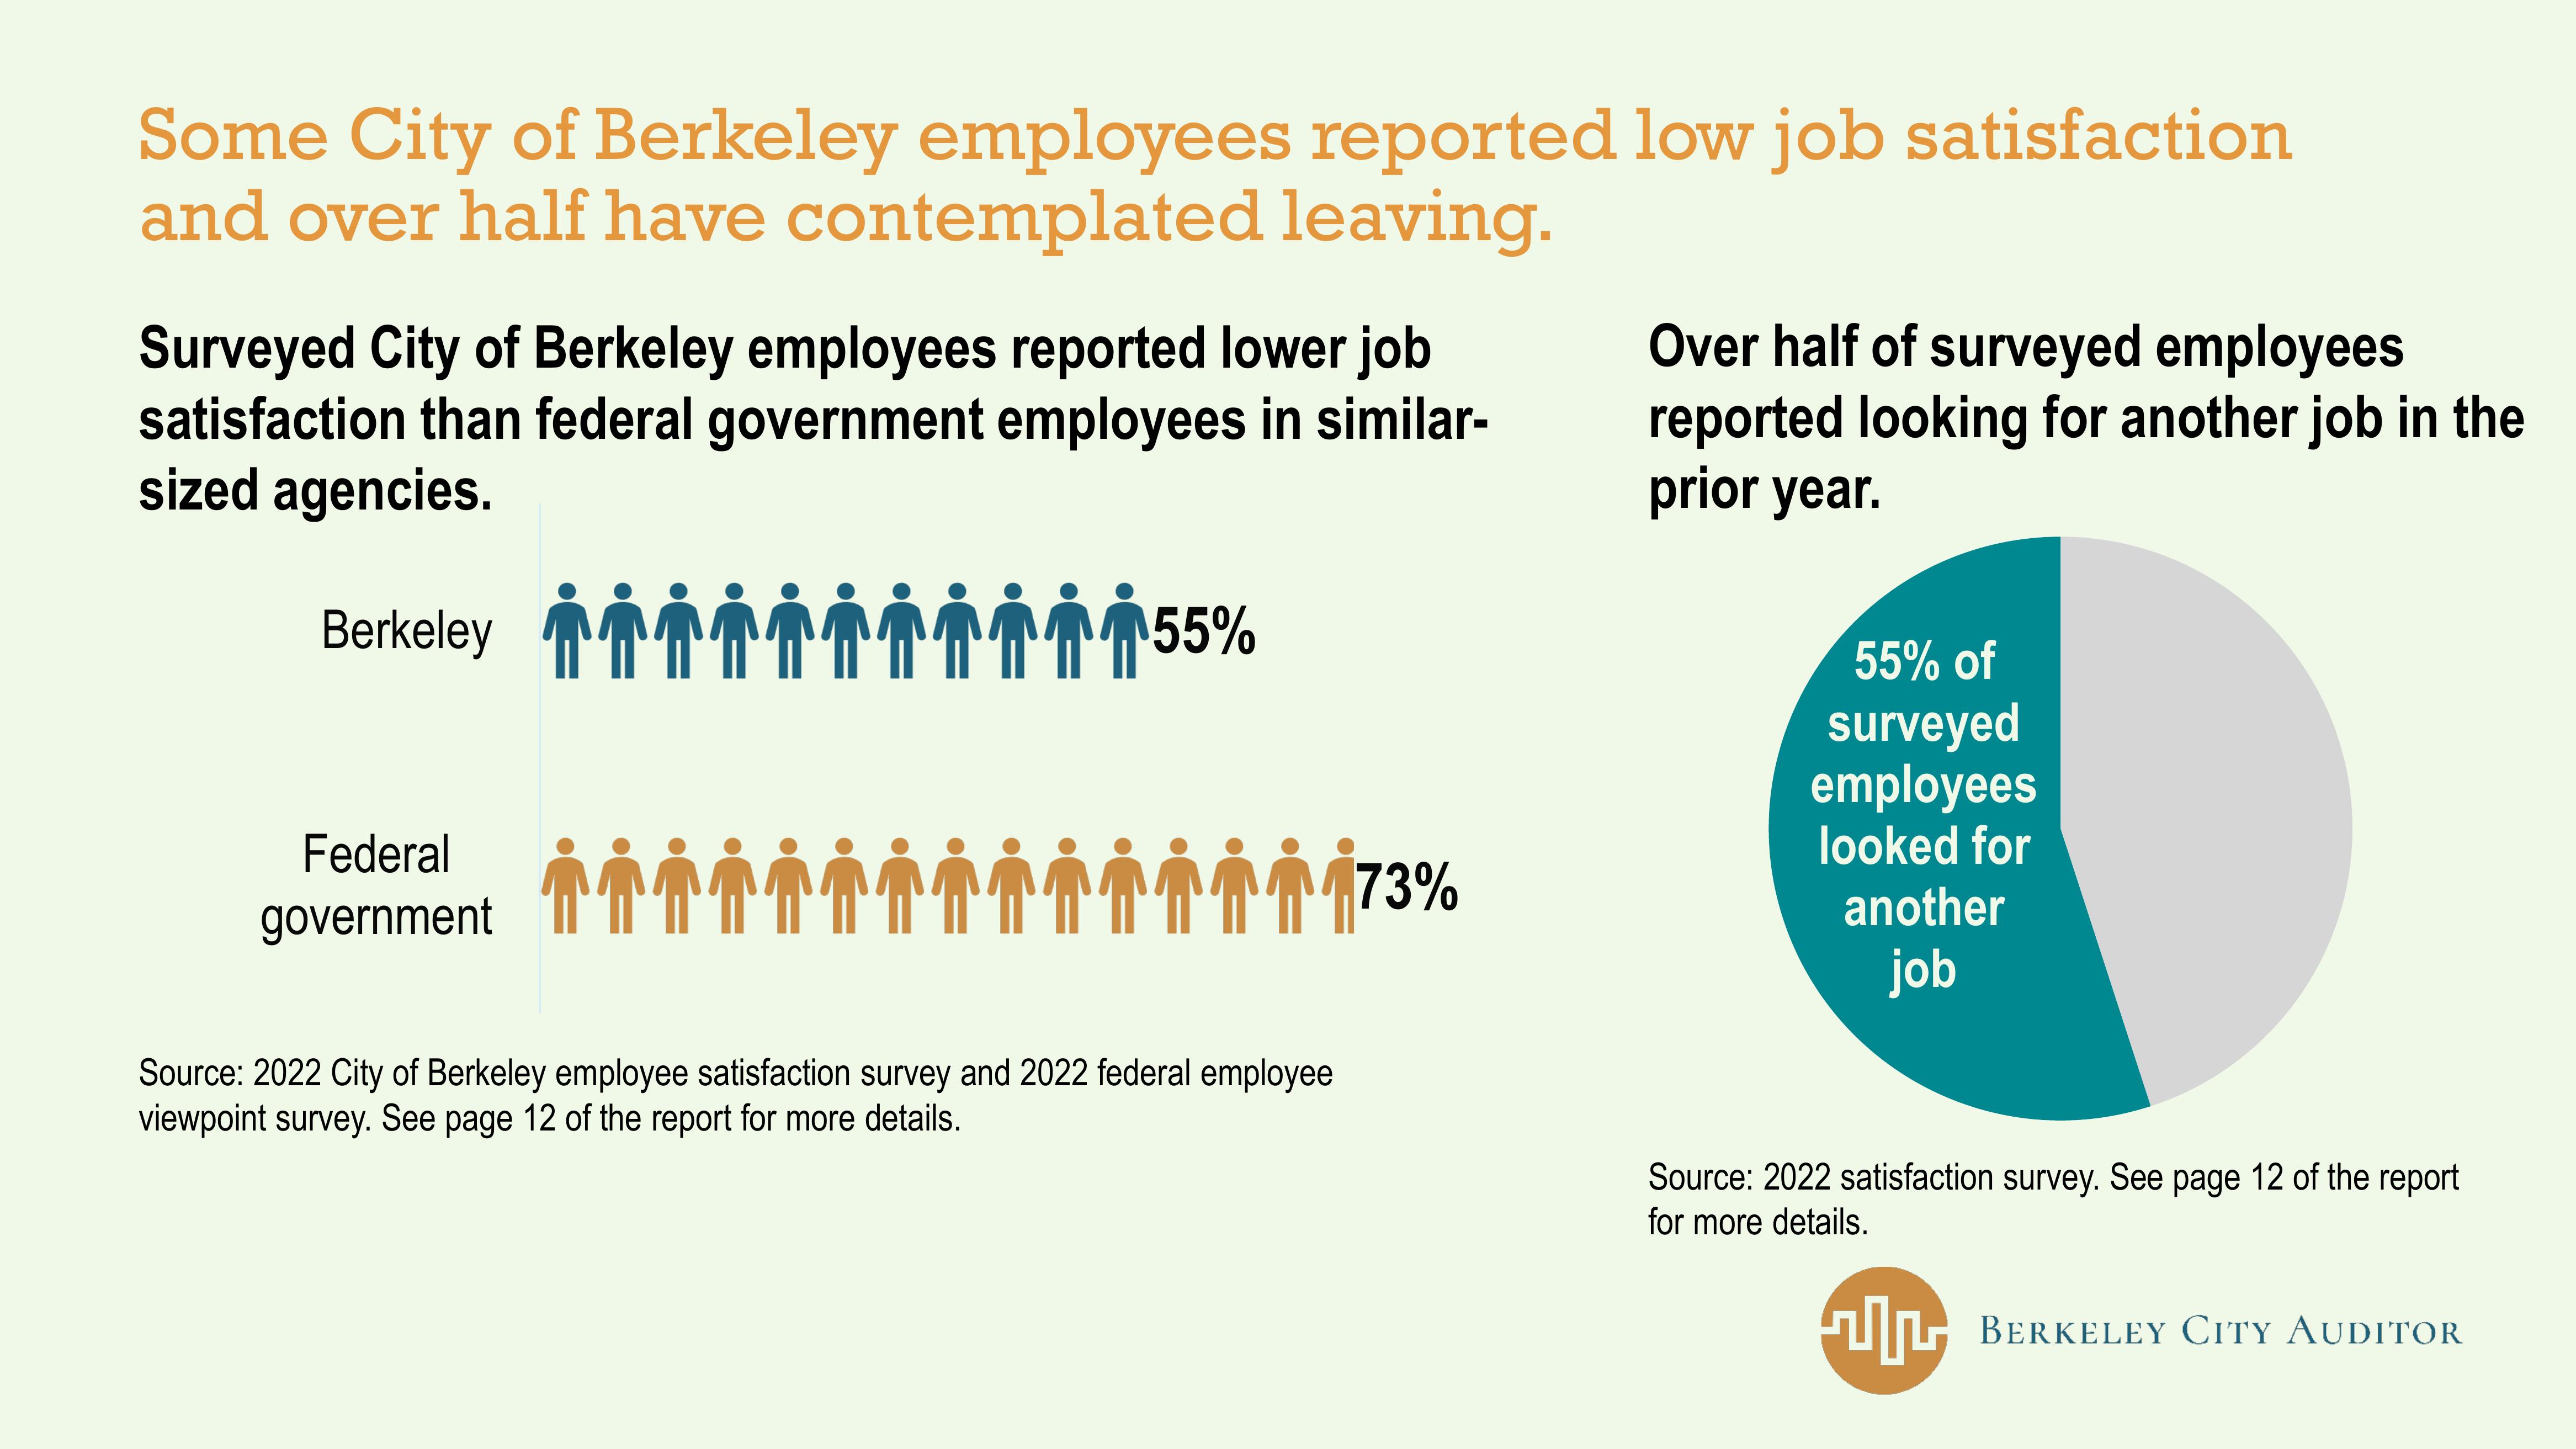 Some City of Berkeley employees reported low job satisfaction
and over half have contemplated leaving.
Surveyed City of Berkeley employees reported lower job
satisfaction than federal government employees in similar-
sized agencies.
Berkeley
55%
Federal
government
73%
Source: 2022 City of Berkeley employee satisfaction survey and 2022 federal employee
viewpoint survey. See page 12 of the report for more details.
Over half of surveyed employees
reported looking for another job in the
prior year.
55% of
surveyed
employees
looked for
another
job
Source: 2022 satisfaction survey. See page 12 of the report
for more details.
BERKELEY CITY AUDITOR